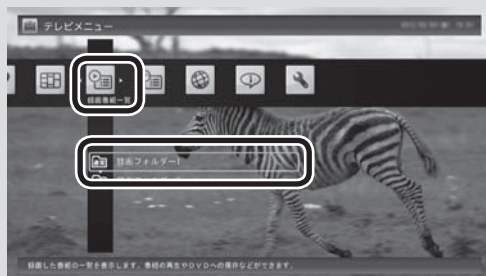 テレビメニュー
録画番組一覧
録画フォルダー1
録画した番組の一覧を表示します。番組の再生やDVDへの保存などができます。